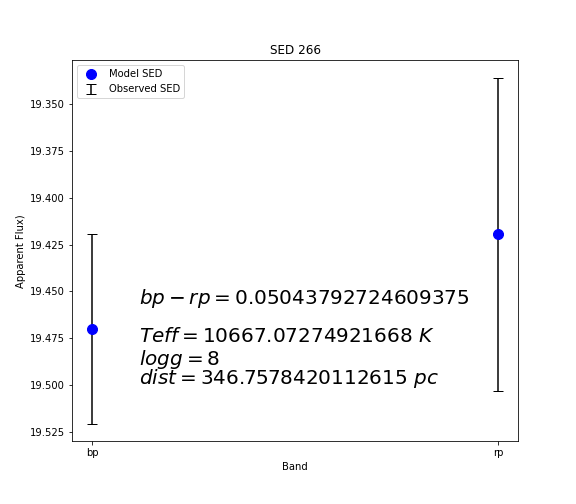 SED 266
Model SED
Observed SED
19.350
19.375
19.400
19.425
19.450
19.475
19.500
19.525
Apparent Flux)
bp − rp = 0.05043792724609375
Teff = 10667.07274921668 K
logg = 8
dist = 346.7578420112615 pc
bp
rp
Band